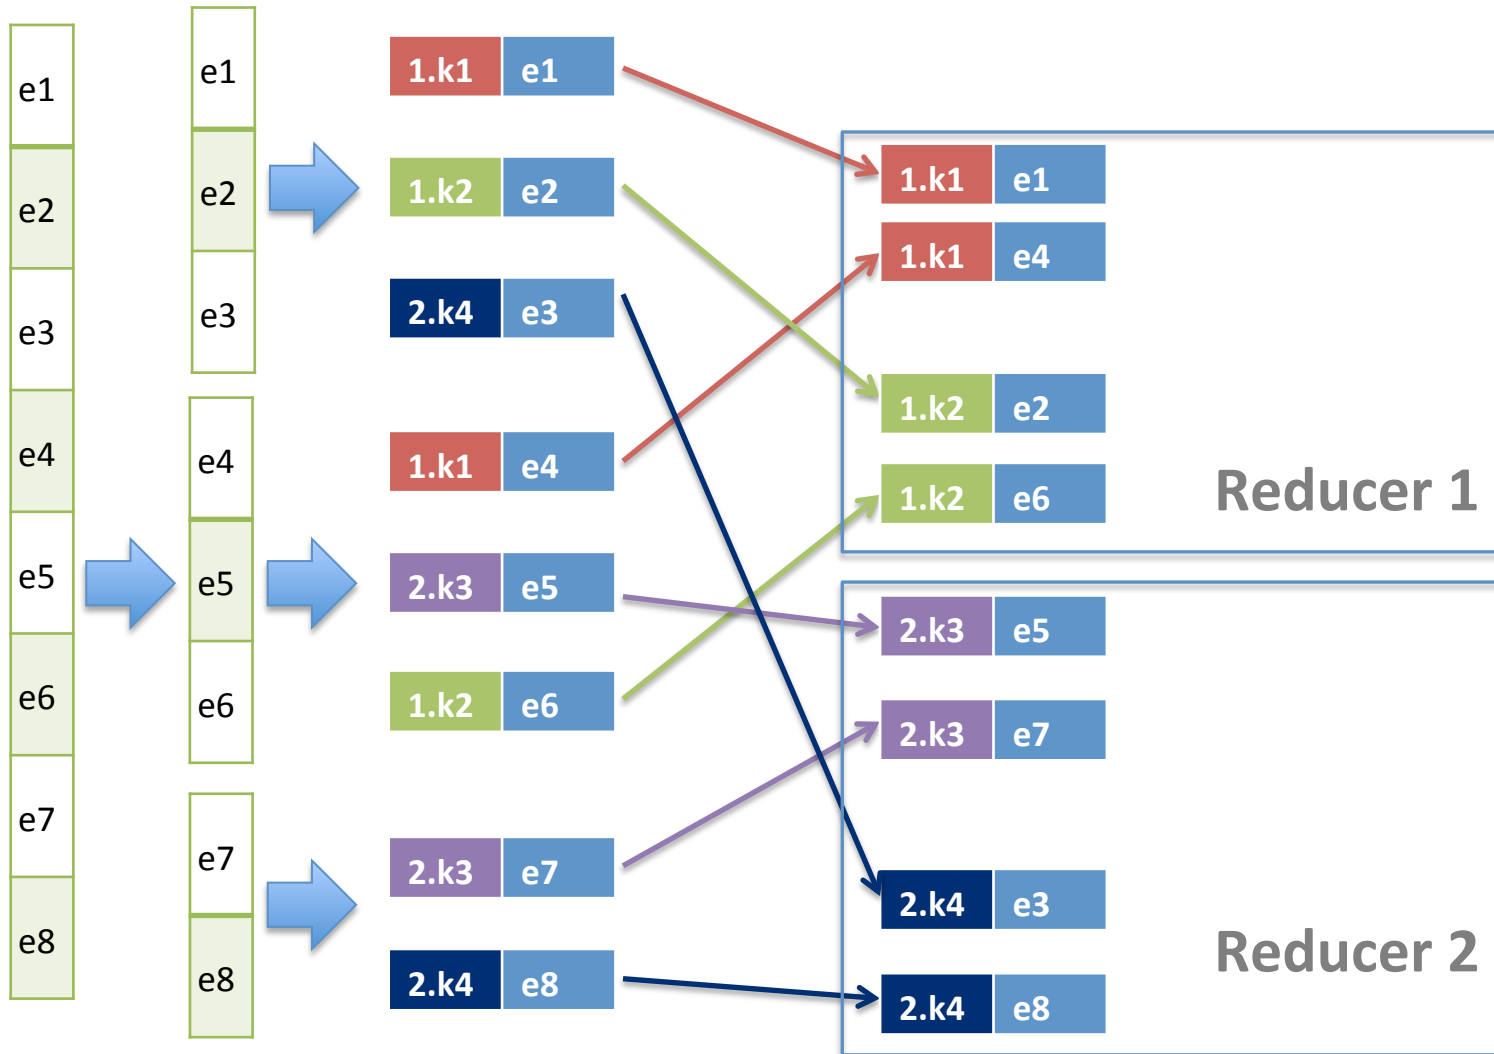 e1
e2
e3
e4
e5
e6
e7
e8
e1
e2
e3
e4
e5
e6
e7
e8
1.k1 e1
1.k2 e2
2.k4 e3
1.k1 e4
2.k3 e5
1.k2 e6
2.k3 e7
2.k4 e8
1.k1 e1
1.k1 e4
1.k2 e2
1.k2 e6
Reducer 1
2.k3 e5
2.k3 e7
2.k4 e3
2.k4 e8
Reducer 2